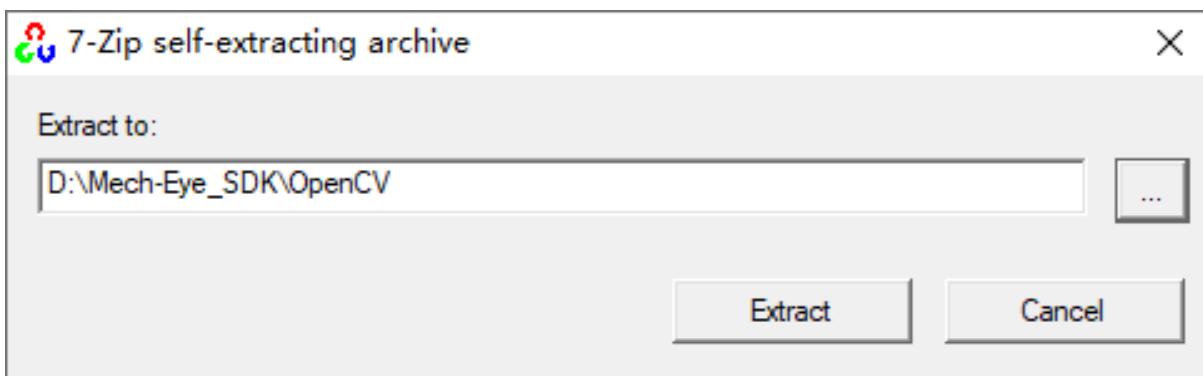 7-Zip self-extracting archive
Extract to:
D:\Mech-Eye_SDK\OpenCV
...
Extract
Cancel